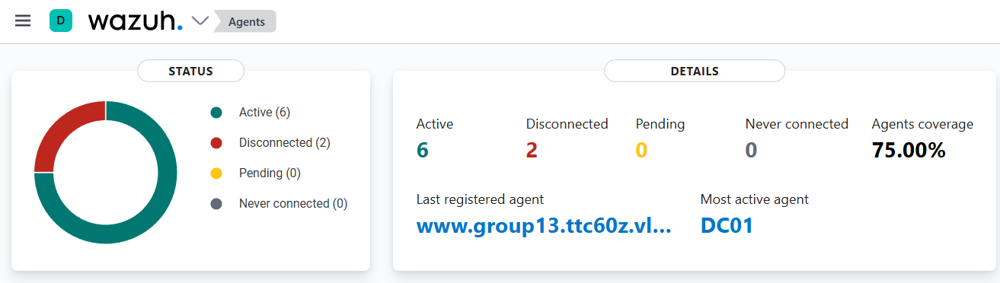 D wazuh. Agents
STATUS
Active (6)
Disconnected (2)
Pending (0)
Never connected (0)
DETAILS
Active Disconnected Pending Never connected Agents coverage
6 2 0 0 75.00%
Last registered agent Most active agent
www.group13.ttc60z.vl... DC01